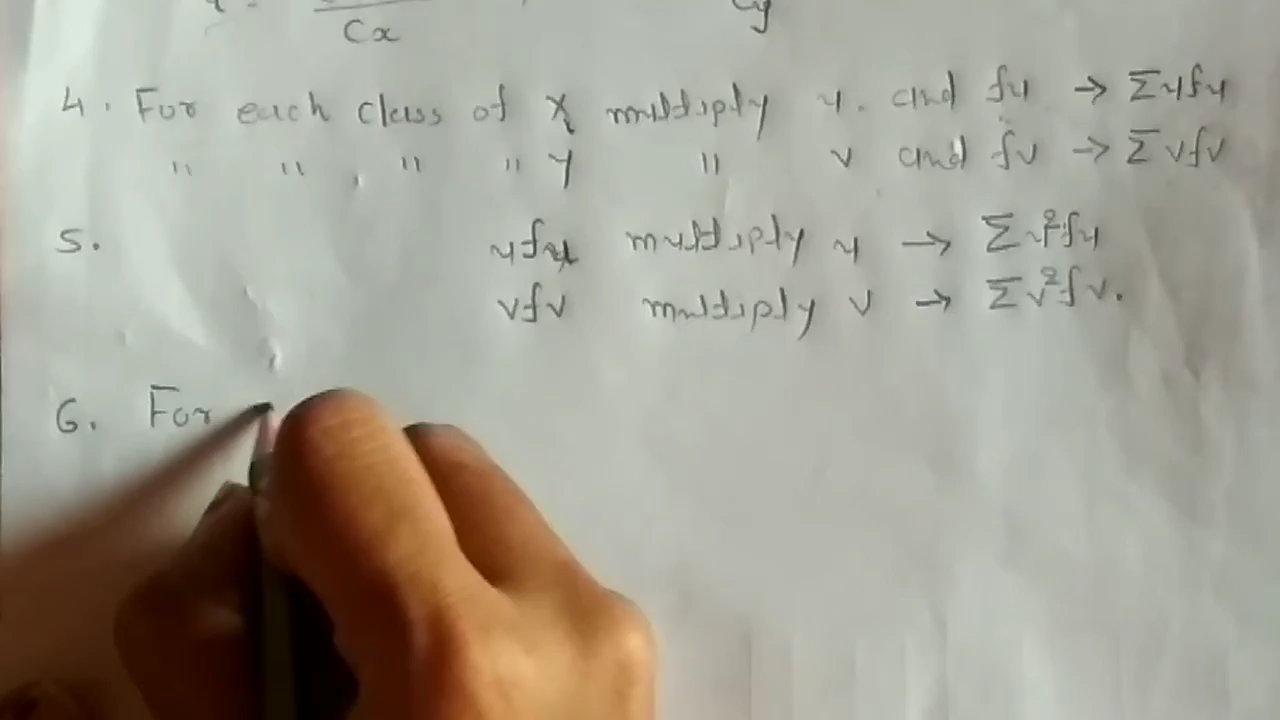 Cx
4. For each class of X multiply u. and fu → Σufu
" " " " Y " v and fv → Σvfv
5. ufu multiply u → Σu²fu
vfv multiply v → Σv²fv.
6. For